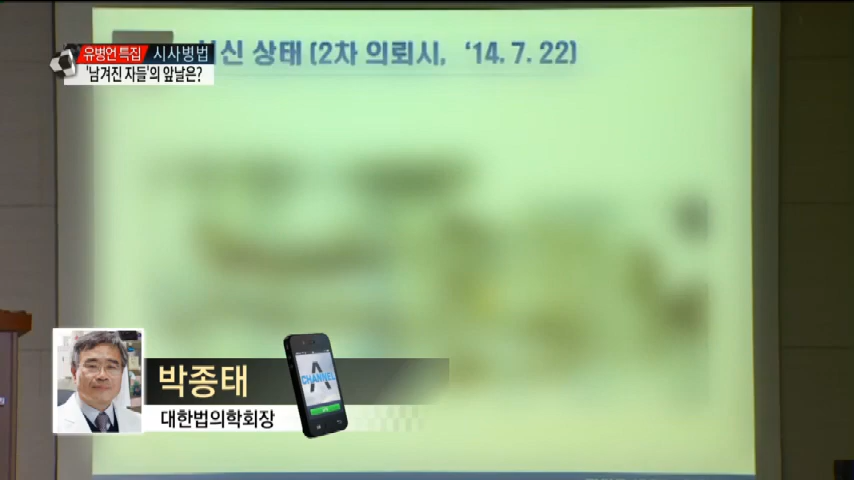 유병언 특집 시사병법
'남겨진 자들'의 앞날은?
신 상태 (2차 의뢰시, ‘14. 7. 22)
박종태
대한법의학회장
CHANNEL A